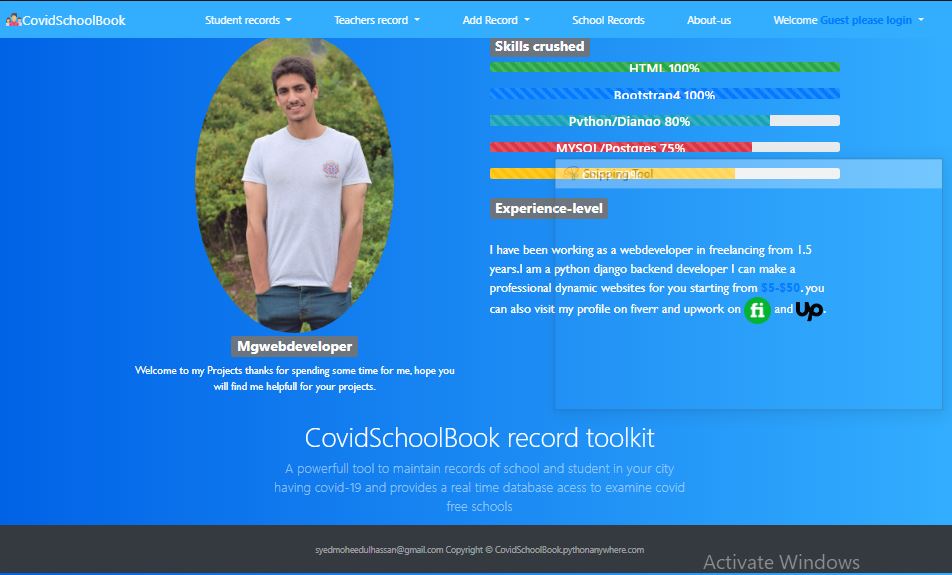 CovidSchoolBook
Student records
Teachers record
Add Record
School Records
About-us
Welcome Guest please login
Skills crushed
HTML 100%
Bootstrap4 100%
Python/Django 80%
MYSQL/Postgres 75%
SnippingTool
Experience-level
I have been working as a webdeveloper in freelancing from 1.5
years.I am a python django backend developer I can make a
professional dynamic websites for you starting from $5-$50. you
can also visit my profile on fiverr and upwork on fi and Up.
Mgwebdeveloper
Welcome to my Projects thanks for spending some time for me, hope you
will find me helpfull for your projects.
CovidSchoolBook record toolkit
A powerfull tool to maintain records of school and student in your city
having covid-19 and provides a real time database acess to examine covid
free schools
syedmoheedulhassan@gmail.com Copyright © CovidSchoolBook.pythonanywhere.com
Activate Windows